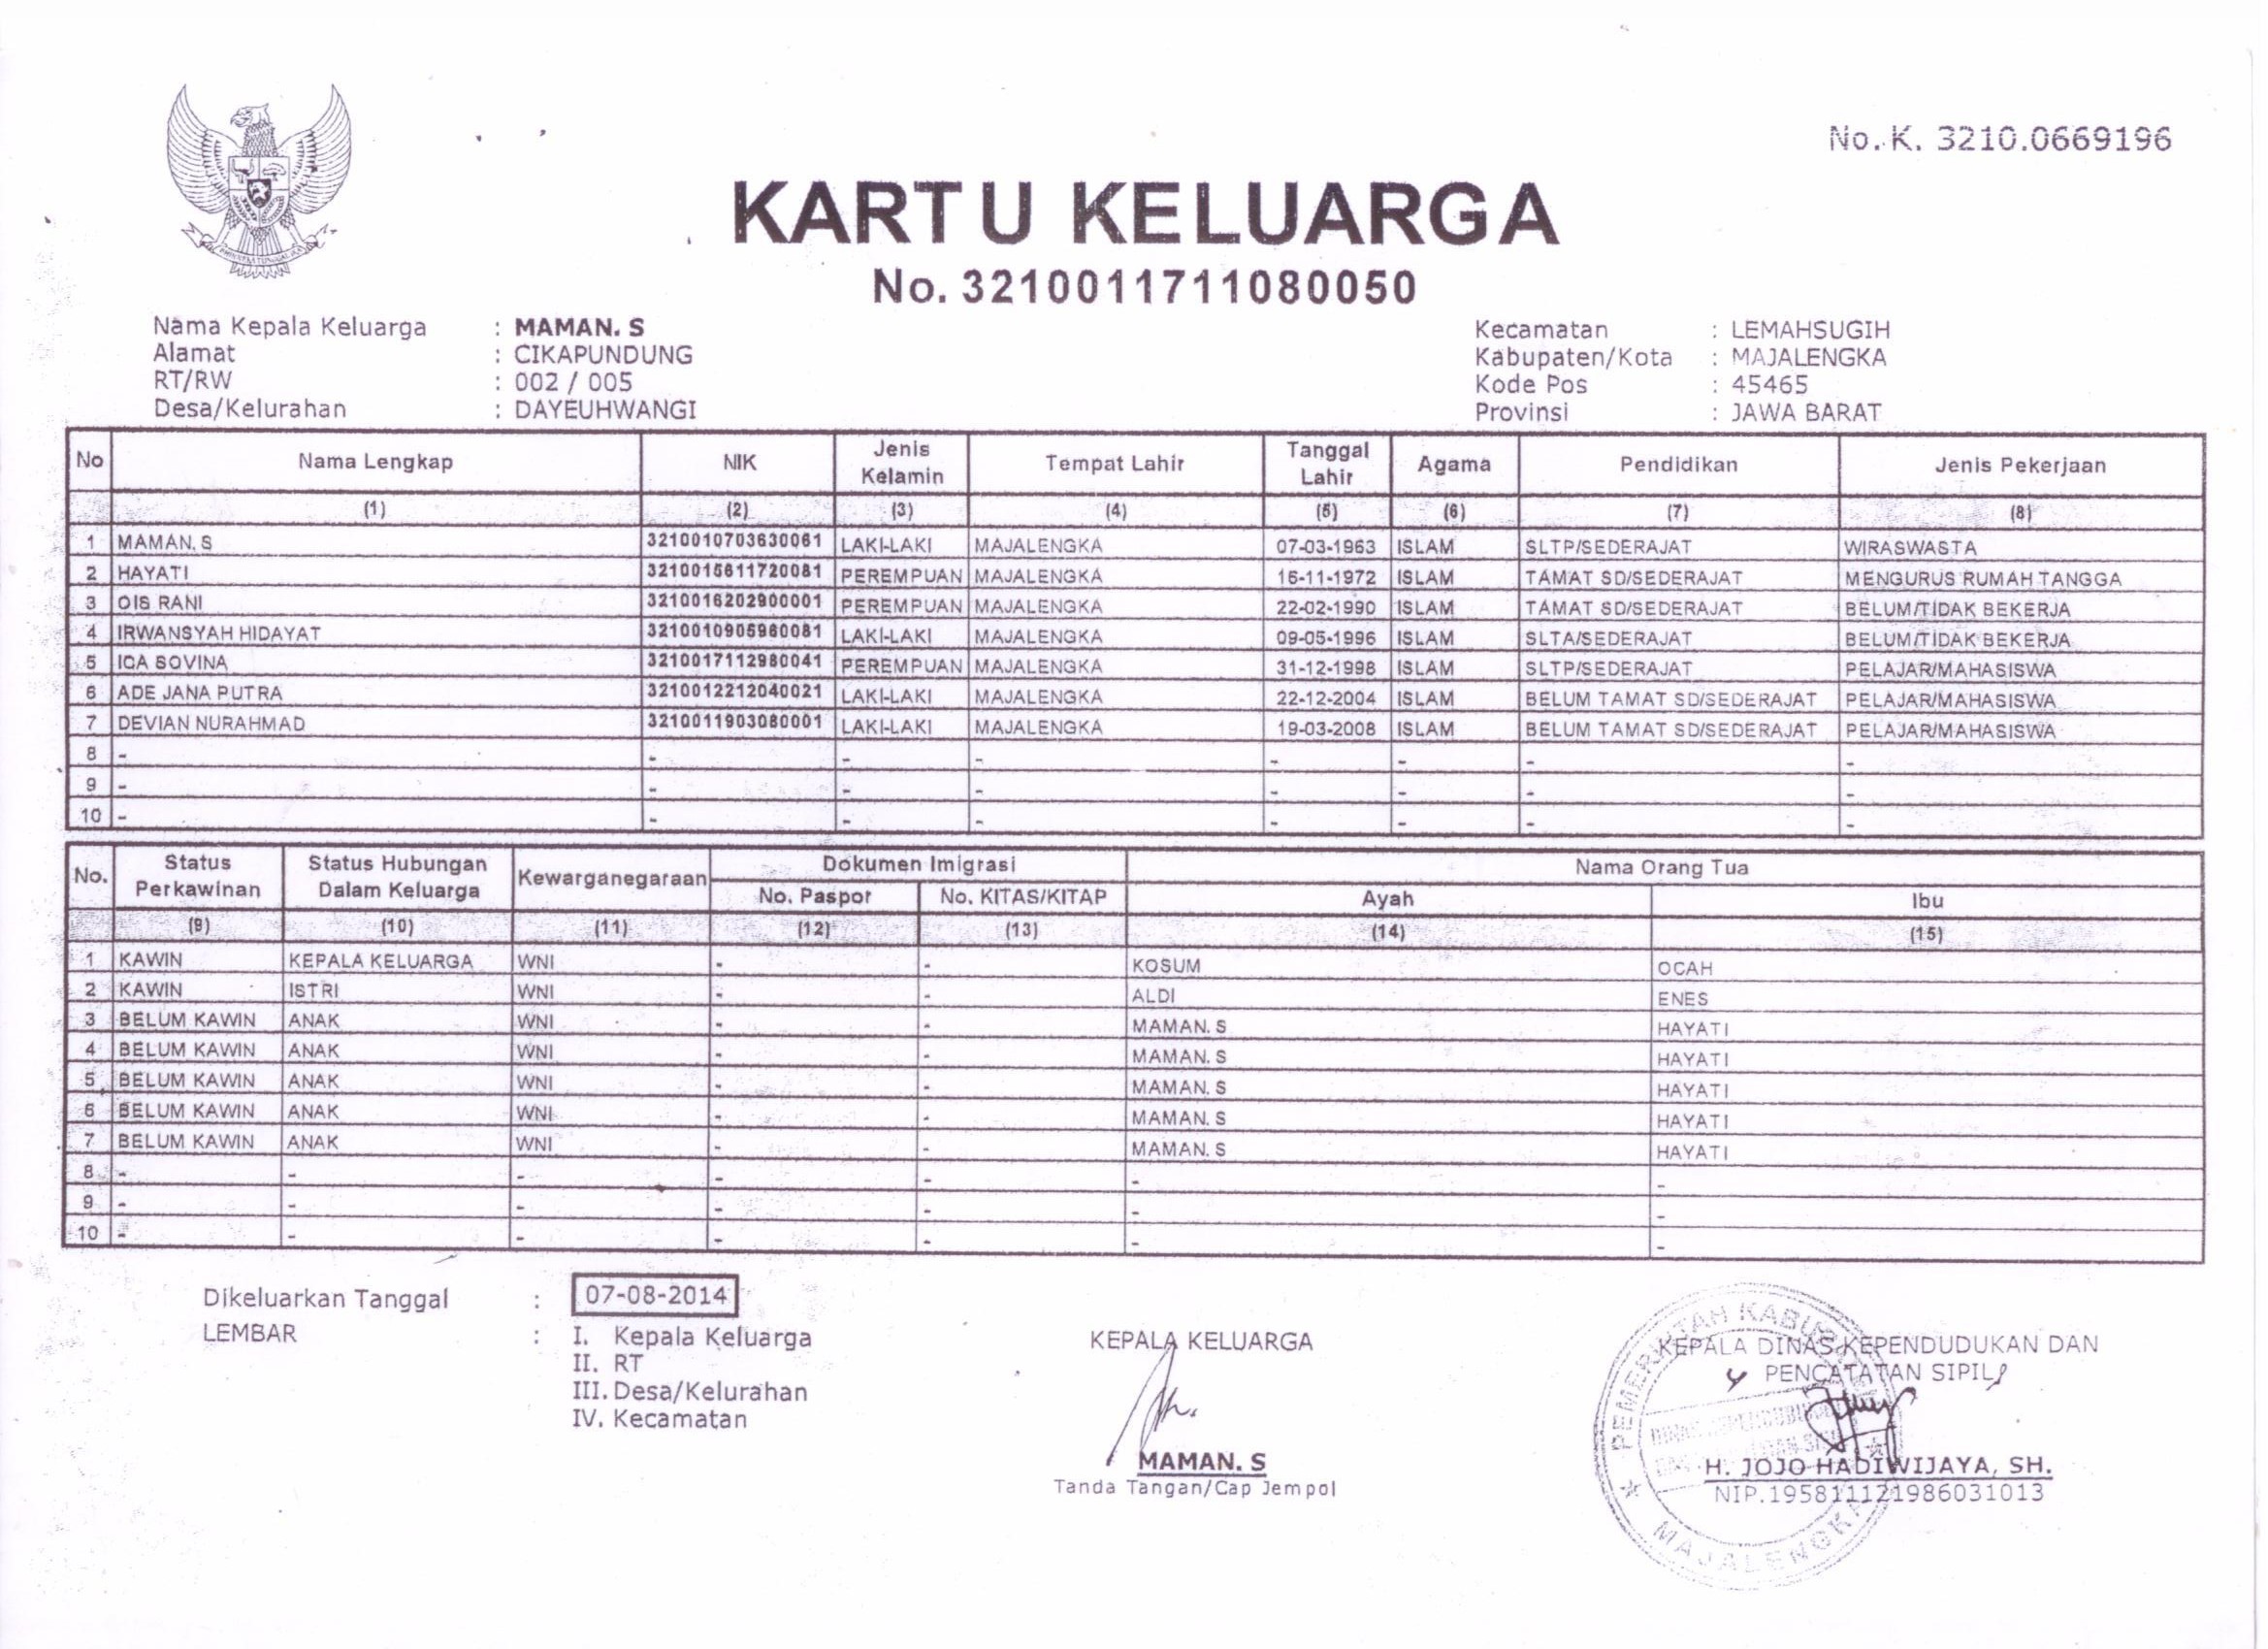 No. K. 3210.0669196
KARTU KELUARGA
No. 3210011711080050
Nama Kepala Keluarga : MAMAN. S
Alamat : CIKAPUNDUNG
RT/RW : 002 / 005
Desa/Kelurahan : DAYEUHWANGI
Kecamatan : LEMAHSUGIH
Kabupaten/Kota : MAJALENGKA
Kode Pos : 45465
Provinsi : JAWA BARAT
No Nama Lengkap NIK Jenis Kelamin Tempat Lahir Tanggal Lahir Agama Pendidikan Jenis Pekerjaan
(1) (2) (3) (4) (5) (6) (7) (8)
1 MAMAN. S 3210010703630061 LAKI-LAKI MAJALENGKA 07-03-1963 ISLAM SLTP/SEDERAJAT WIRASWASTA
2 HAYATI 3210015611720081 PEREMPUAN MAJALENGKA 16-11-1972 ISLAM TAMAT SD/SEDERAJAT MENGURUS RUMAH TANGGA
3 OIS RANI 3210016202900001 PEREMPUAN MAJALENGKA 22-02-1990 ISLAM TAMAT SD/SEDERAJAT BELUM/TIDAK BEKERJA
4 IRWANSYAH HIDAYAT 3210010905960081 LAKI-LAKI MAJALENGKA 09-05-1996 ISLAM SLTA/SEDERAJAT BELUM/TIDAK BEKERJA
5 ICA SOVINA 3210017112980041 PEREMPUAN MAJALENGKA 31-12-1998 ISLAM SLTP/SEDERAJAT PELAJAR/MAHASISWA
6 ADE JANA PUTRA 3210012212040021 LAKI-LAKI MAJALENGKA 22-12-2004 ISLAM BELUM TAMAT SD/SEDERAJAT PELAJAR/MAHASISWA
7 DEVIAN NURAHMAD 3210011903080001 LAKI-LAKI MAJALENGKA 19-03-2008 ISLAM BELUM TAMAT SD/SEDERAJAT PELAJAR/MAHASISWA
8 - - - - - - - -
9 - - - - - - - -
10 - - - - - - - -
No. Status Perkawinan Status Hubungan Dalam Keluarga Kewarganegaraan Dokumen Imigrasi Nama Orang Tua
No. Paspor No. KITAS/KITAP Ayah Ibu
(9) (10) (11) (12) (13) (14) (15)
1 KAWIN KEPALA KELUARGA WNI - - KOSUM OCAH
2 KAWIN ISTRI WNI - - ALDI ENES
3 BELUM KAWIN ANAK WNI - - MAMAN. S HAYATI
4 BELUM KAWIN ANAK WNI - - MAMAN. S HAYATI
5 BELUM KAWIN ANAK WNI - - MAMAN. S HAYATI
6 BELUM KAWIN ANAK WNI - - MAMAN. S HAYATI
7 BELUM KAWIN ANAK WNI - - MAMAN. S HAYATI
8 - - - - - - -
9 - - - - - - -
10 - - - - - - -
Dikeluarkan Tanggal : 07-08-2014
LEMBAR : I. Kepala Keluarga
II. RT
III. Desa/Kelurahan
IV. Kecamatan
KEPALA KELUARGA
MAMAN. S
Tanda Tangan/Cap Jempol
KEPALA DINAS KEPENDUDUKAN DAN
PENCATATAN SIPIL
H. JOJO HADIWIJAYA, SH.
NIP.195811121986031013
PEMERINTAH
MAJALENGKA